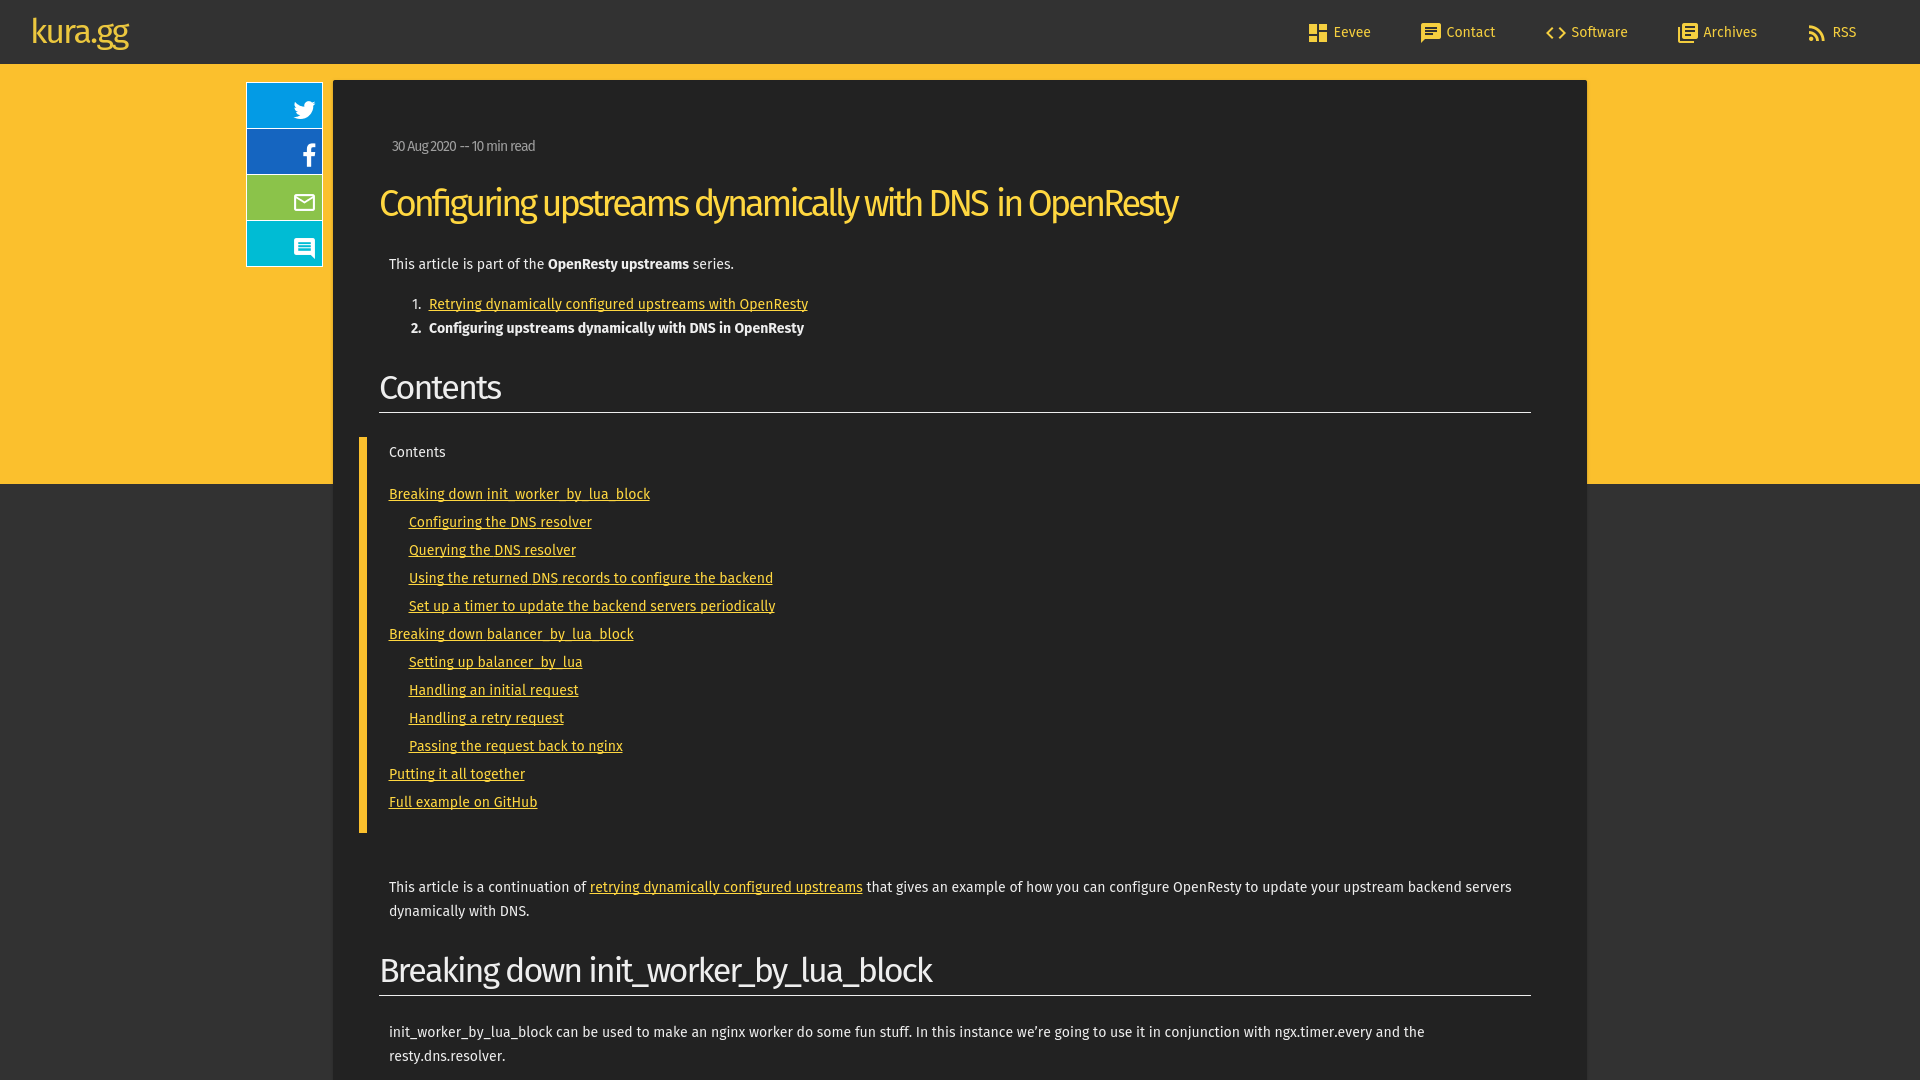 kura.gg
Eevee
Contact
Software
Archives
RSS
30 Aug 2020 -- 10 min read
Configuring upstreams dynamically with DNS in OpenResty
This article is part of the OpenResty upstreams series.
1. Retrying dynamically configured upstreams with OpenResty
2. Configuring upstreams dynamically with DNS in OpenResty
Contents
Contents
Breaking down init_worker_by_lua_block
Configuring the DNS resolver
Querying the DNS resolver
Using the returned DNS records to configure the backend
Set up a timer to update the backend servers periodically
Breaking down balancer_by_lua_block
Setting up balancer_by_lua
Handling an initial request
Handling a retry request
Passing the request back to nginx
Putting it all together
Full example on GitHub
This article is a continuation of retrying dynamically configured upstreams that gives an example of how you can configure OpenResty to update your upstream backend servers
dynamically with DNS.
Breaking down init_worker_by_lua_block
init_worker_by_lua_block can be used to make an nginx worker do some fun stuff. In this instance we’re going to use it in conjunction with ngx.timer.every and the
resty.dns.resolver.